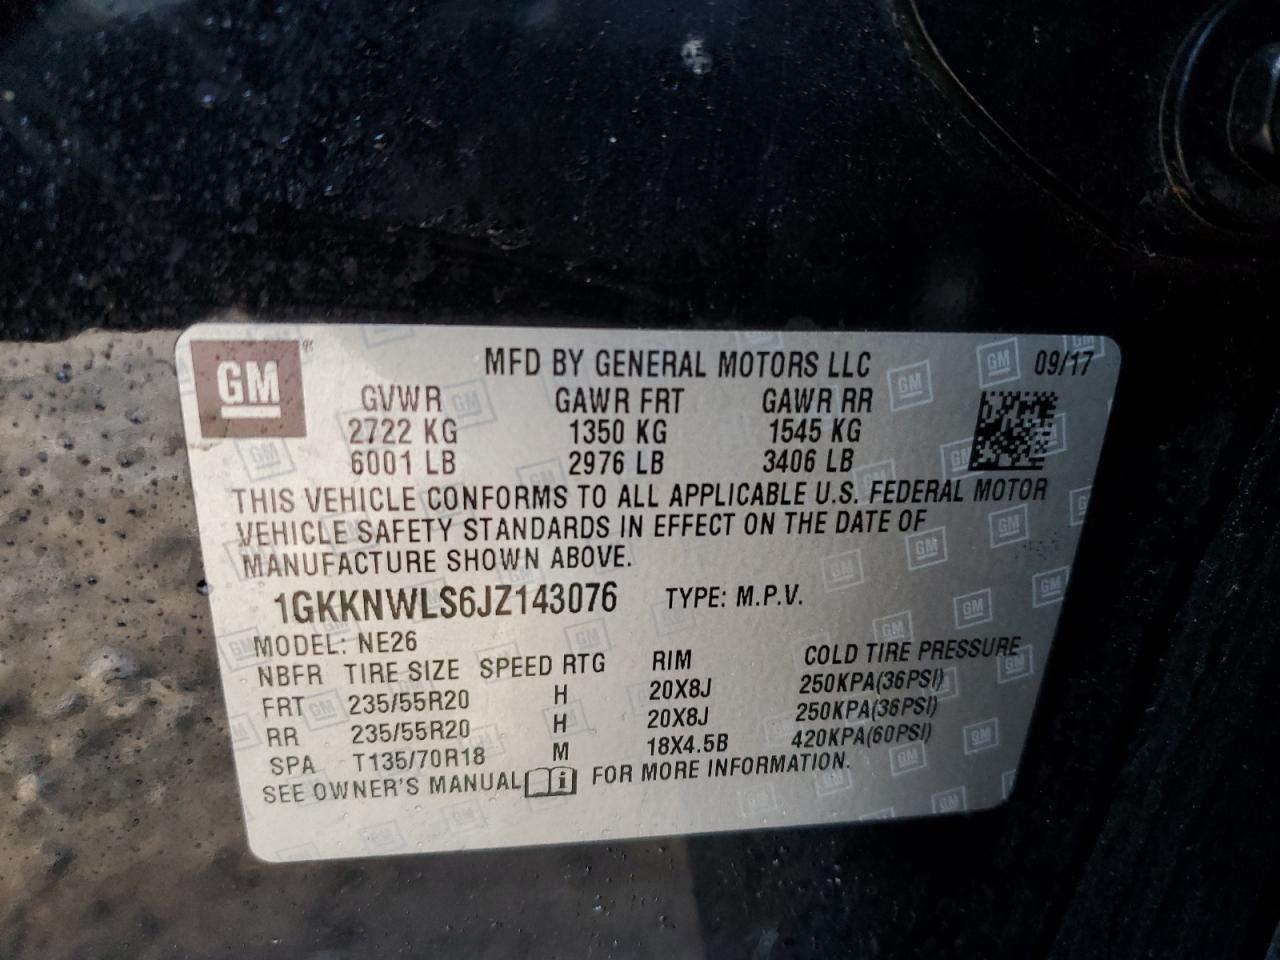 GM
MFD BY GENERAL MOTORS LLC 09/17
GVWR GAWR FRT GAWR RR
2722 KG 1350 KG 1545 KG
6001 LB 2976 LB 3406 LB
THIS VEHICLE CONFORMS TO ALL APPLICABLE U.S. FEDERAL MOTOR
VEHICLE SAFETY STANDARDS IN EFFECT ON THE DATE OF
MANUFACTURE SHOWN ABOVE.
1GKKNWLS6JZ143076 TYPE: M.P.V.
MODEL: NE26
NBFR TIRE SIZE SPEED RTG RIM COLD TIRE PRESSURE
FRT 235/55R20 H 20X8J 250KPA(36PSI)
RR 235/55R20 H 20X8J 250KPA(36PSI)
SPA T135/70R18 M 18X4.5B 420KPA(60PSI)
SEE OWNER'S MANUAL i FOR MORE INFORMATION.